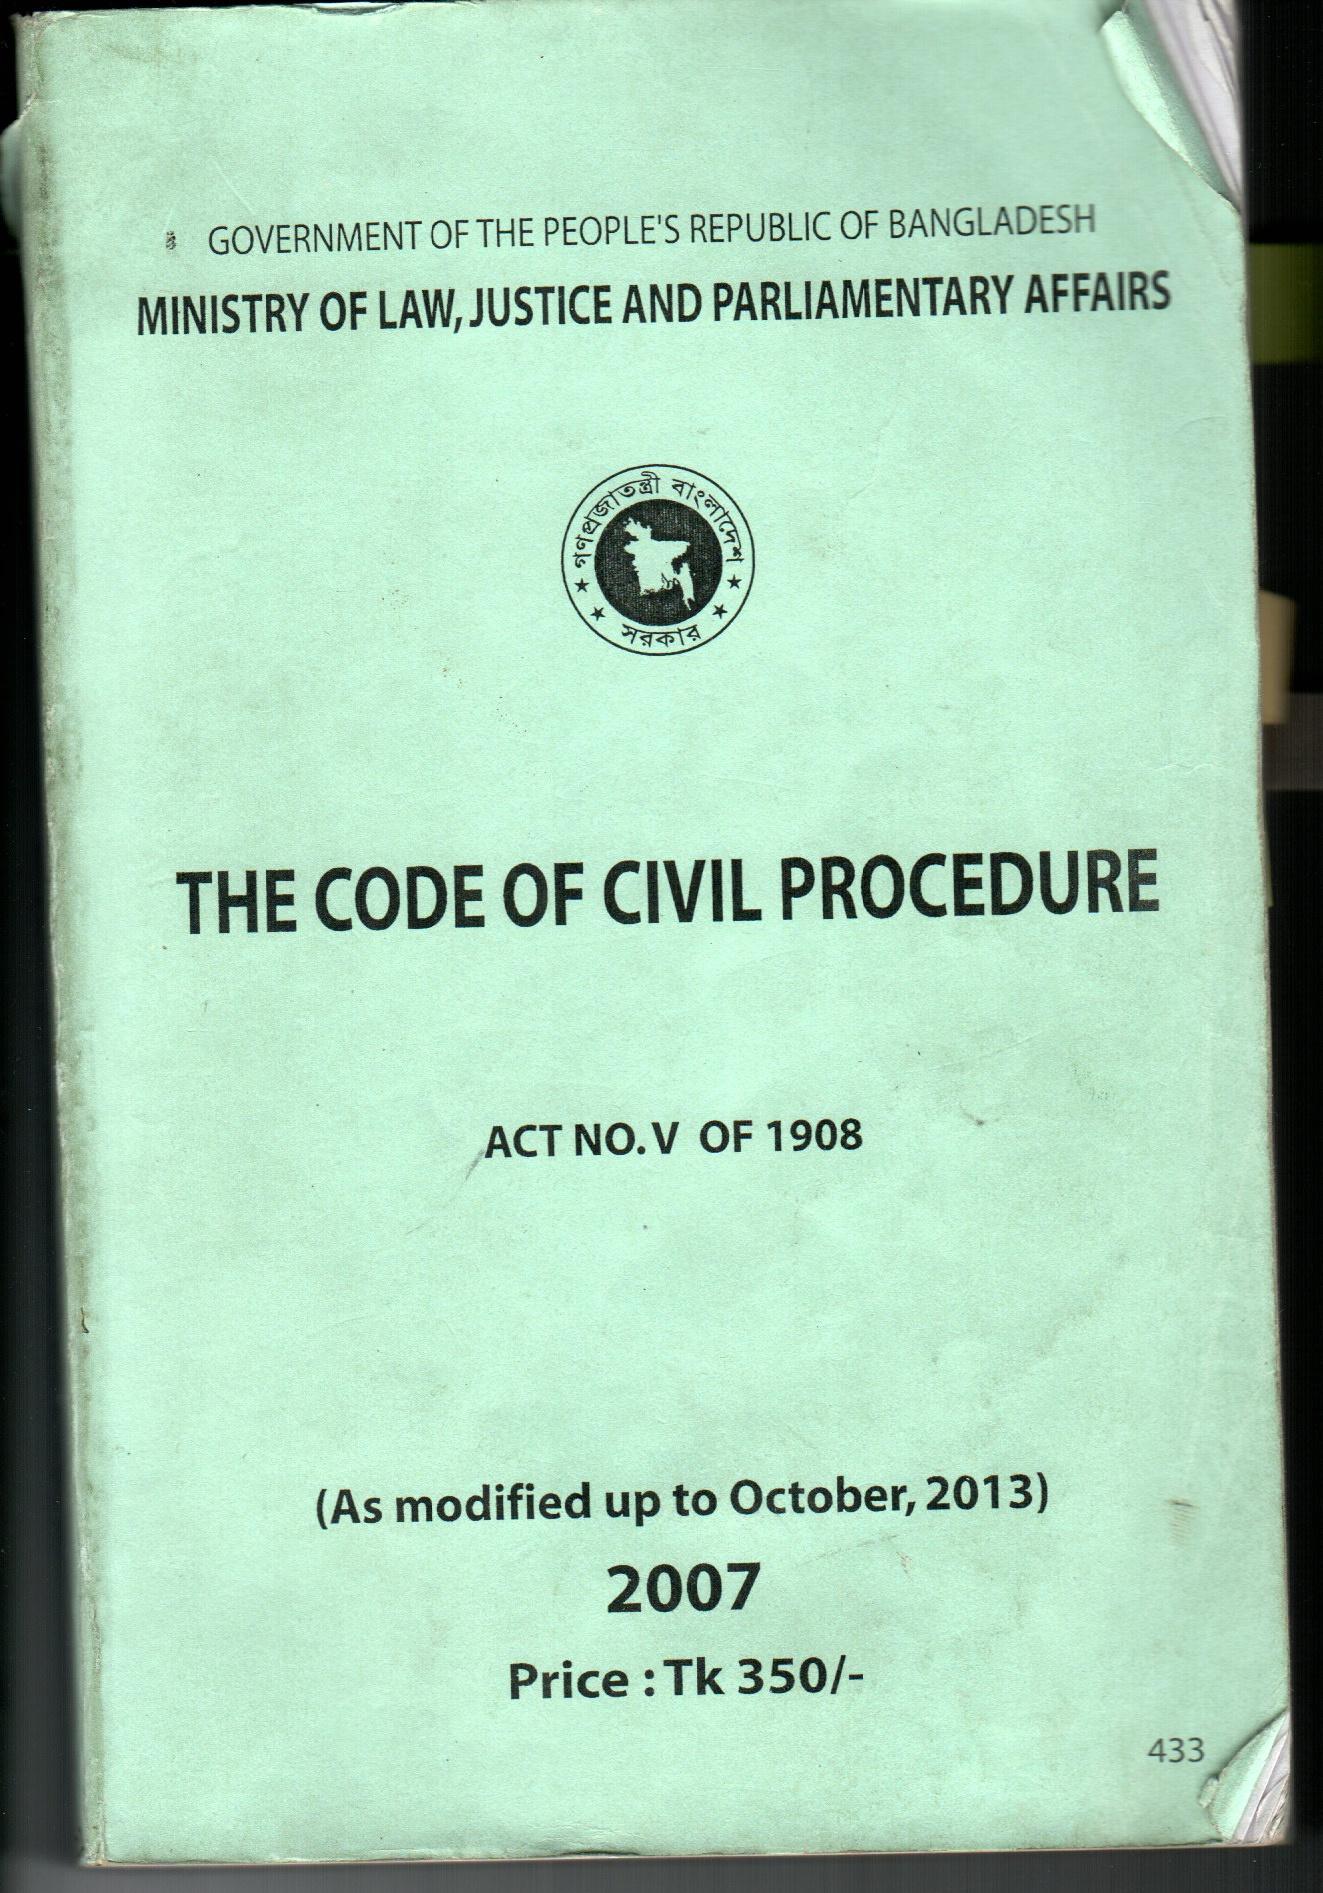 GOVERNMENT OF THE PEOPLE'S REPUBLIC OF BANGLADESH
MINISTRY OF LAW, JUSTICE AND PARLIAMENTARY AFFAIRS
গণপ্রজাতন্ত্রী বাংলাদেশ
সরকার
THE CODE OF CIVIL PROCEDURE
ACT NO. V OF 1908
(As modified up to October, 2013)
2007
Price : Tk 350/-
433